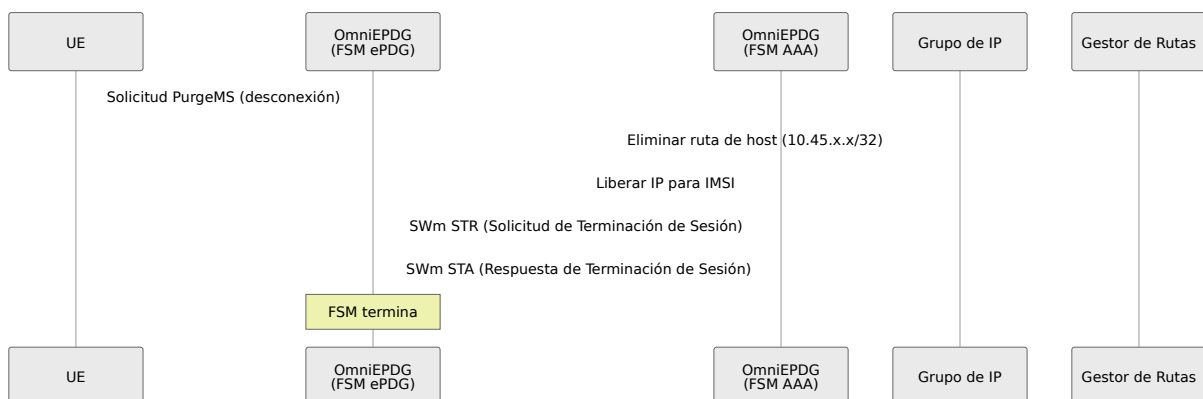 UE
OmniEPDG
(FSM ePDG)
OmniEPDG
(FSM AAA)
Grupo de IP
Gestor de Rutas
Solicitud PurgeMS (desconexión)
Eliminar ruta de host (10.45.x.x/32)
Liberar IP para IMSI
SWm STR (Solicitud de Terminación de Sesión)
SWm STA (Respuesta de Terminación de Sesión)
FSM termina
UE
OmniEPDG
(FSM ePDG)
OmniEPDG
(FSM AAA)
Grupo de IP
Gestor de Rutas